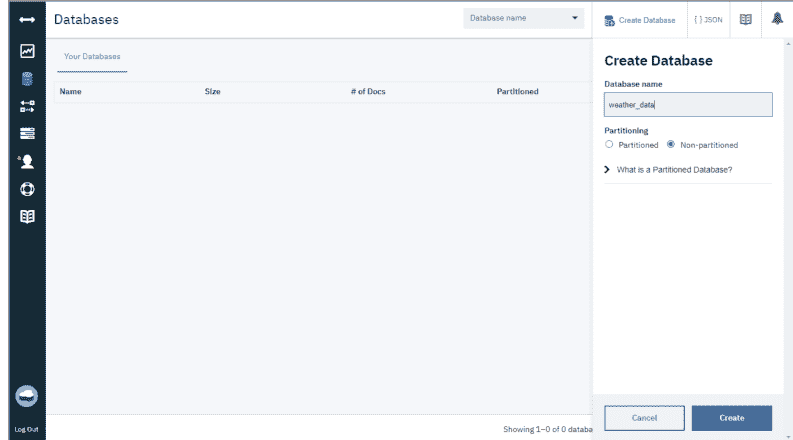 Databases
Database name
Create Database
{ } JSON
Your Databases
Name Size # of Docs Partitioned
Create Database
Database name
weather_data
Partitioning
Partitioned Non-partitioned
What is a Partitioned Database?
Cancel Create
Showing 1–0 of 0 databa
Log Out